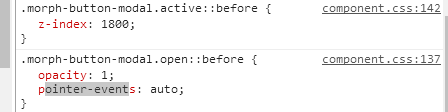 .morph-button-modal.active::before { component.css:142
z-index: 1800;
}
.morph-button-modal.open::before { component.css:137
opacity: 1;
pointer-events: auto;
}